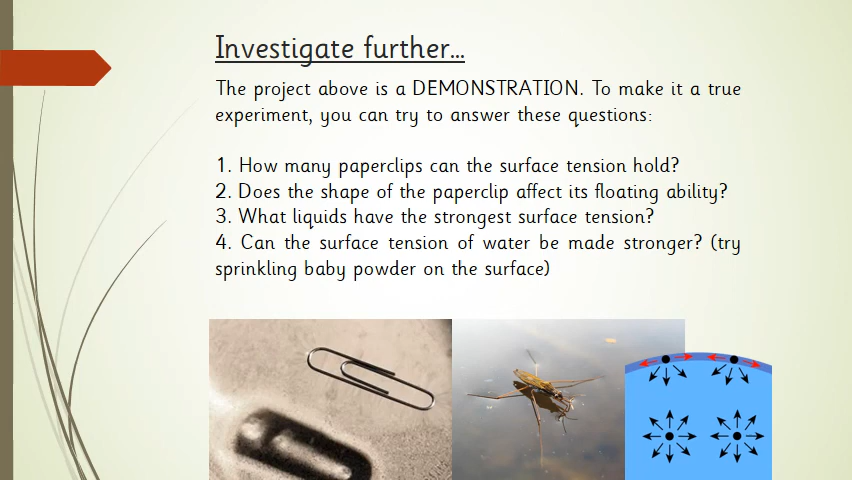 Investigate further...
The project above is a DEMONSTRATION. To make it a true
experiment, you can try to answer these questions:
1. How many paperclips can the surface tension hold?
2. Does the shape of the paperclip affect its floating ability?
3. What liquids have the strongest surface tension?
4. Can the surface tension of water be made stronger? (try
sprinkling baby powder on the surface)